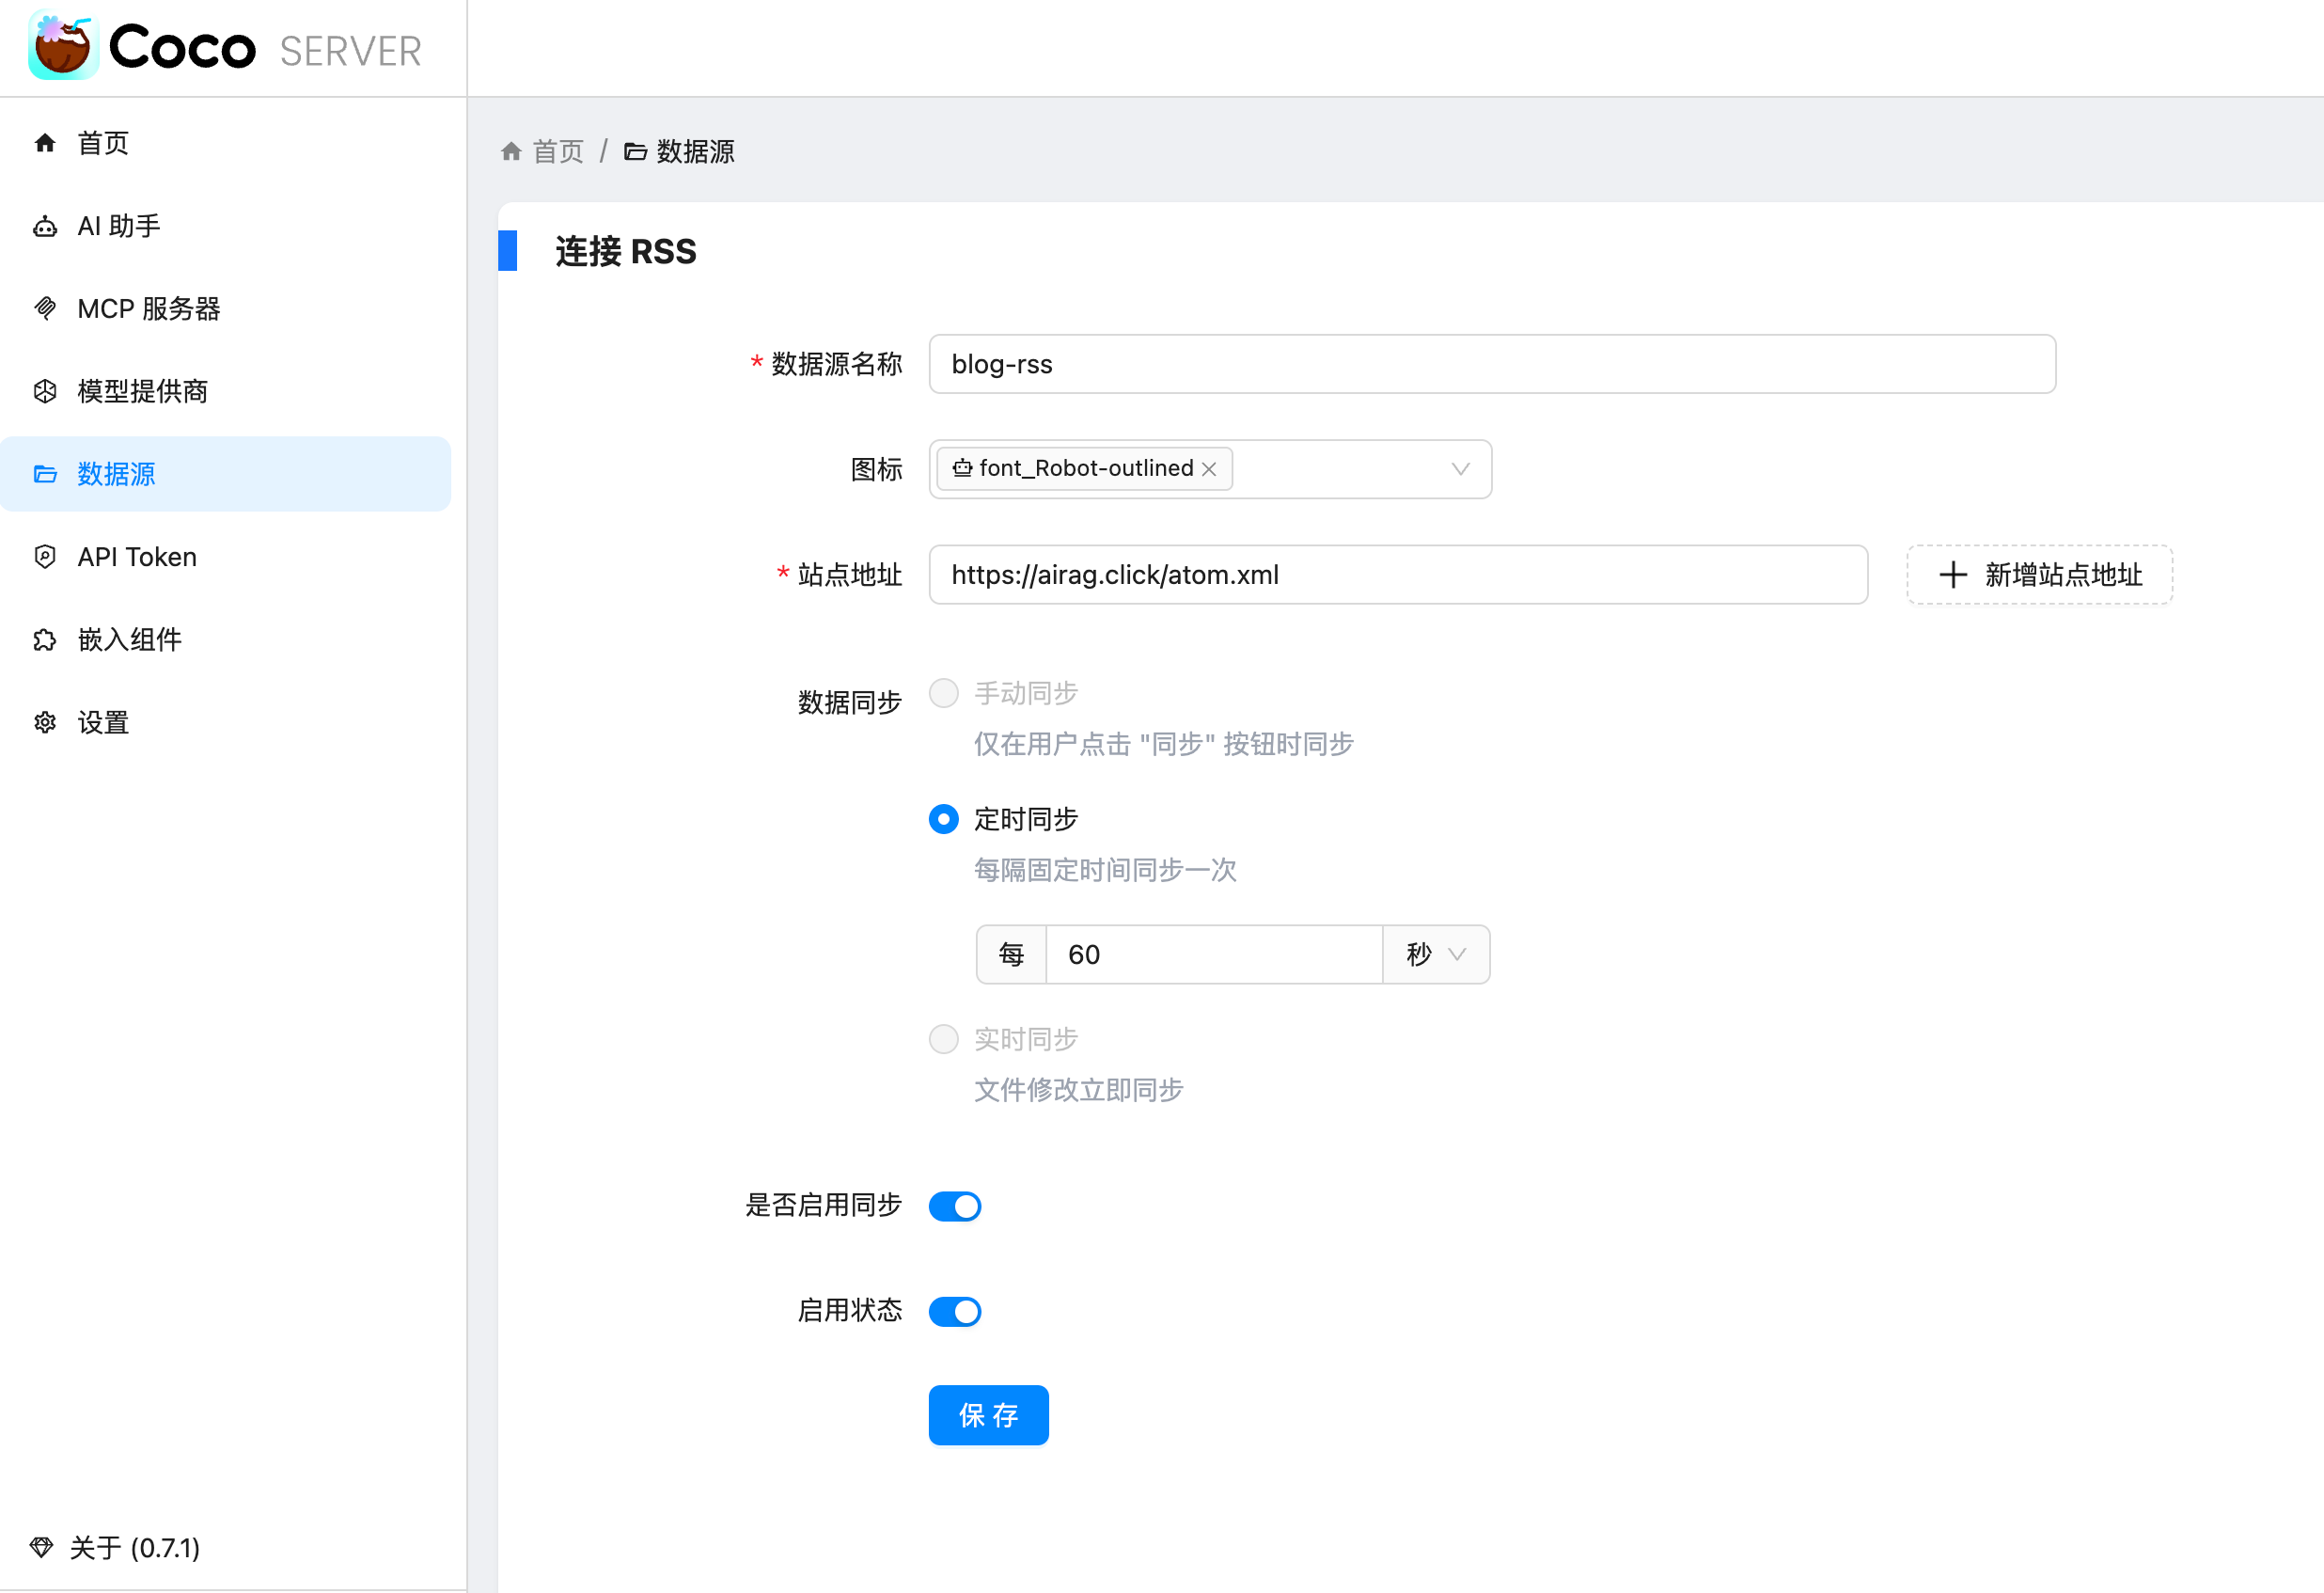 Coco SERVER
首页
AI 助手
MCP 服务器
模型提供商
数据源
API Token
嵌入组件
设置
关于 (0.7.1)
首页 / 数据源
连接 RSS
* 数据源名称 blog-rss
图标 font_Robot-outlined
* 站点地址 https://airag.click/atom.xml 新增站点地址
数据同步 手动同步
仅在用户点击 "同步" 按钮时同步
定时同步
每隔固定时间同步一次
每 60 秒
实时同步
文件修改立即同步
是否启用同步
启用状态
保 存